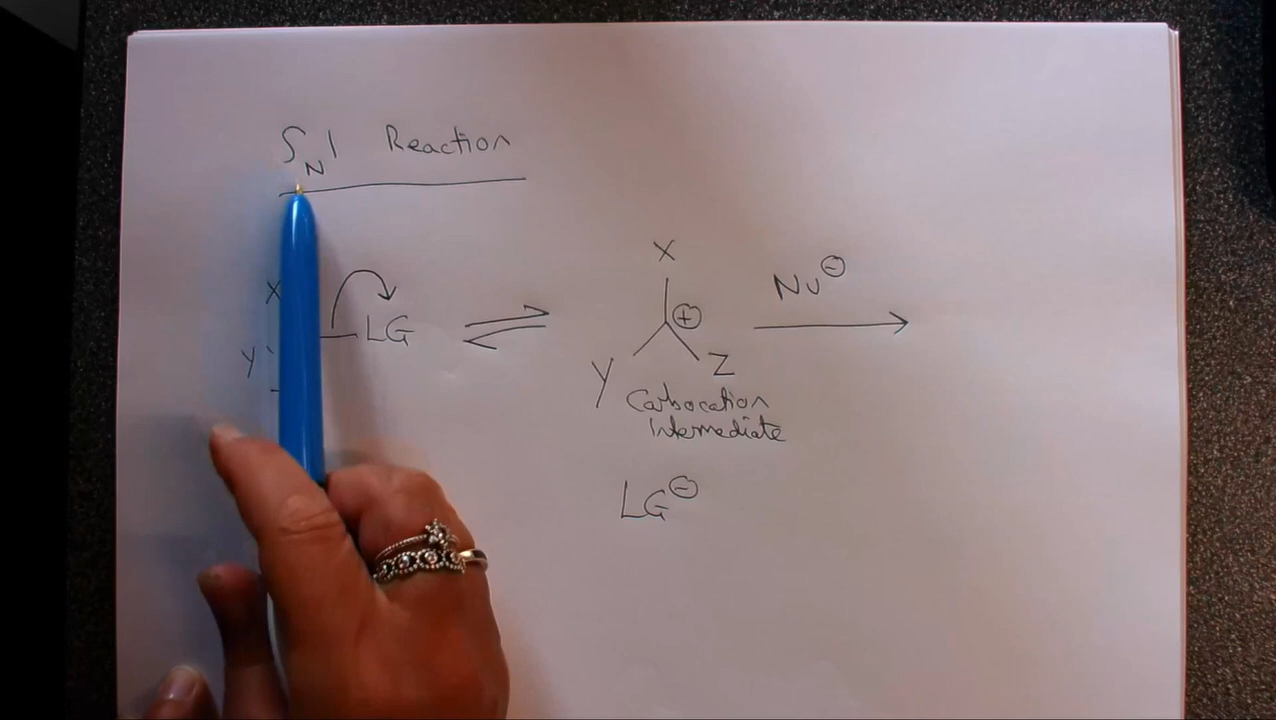 SN1 Reaction
X
Y
LG
X
Y
Z
Nu⊖
⊕
Carbocation
Intermediate
LG⊖